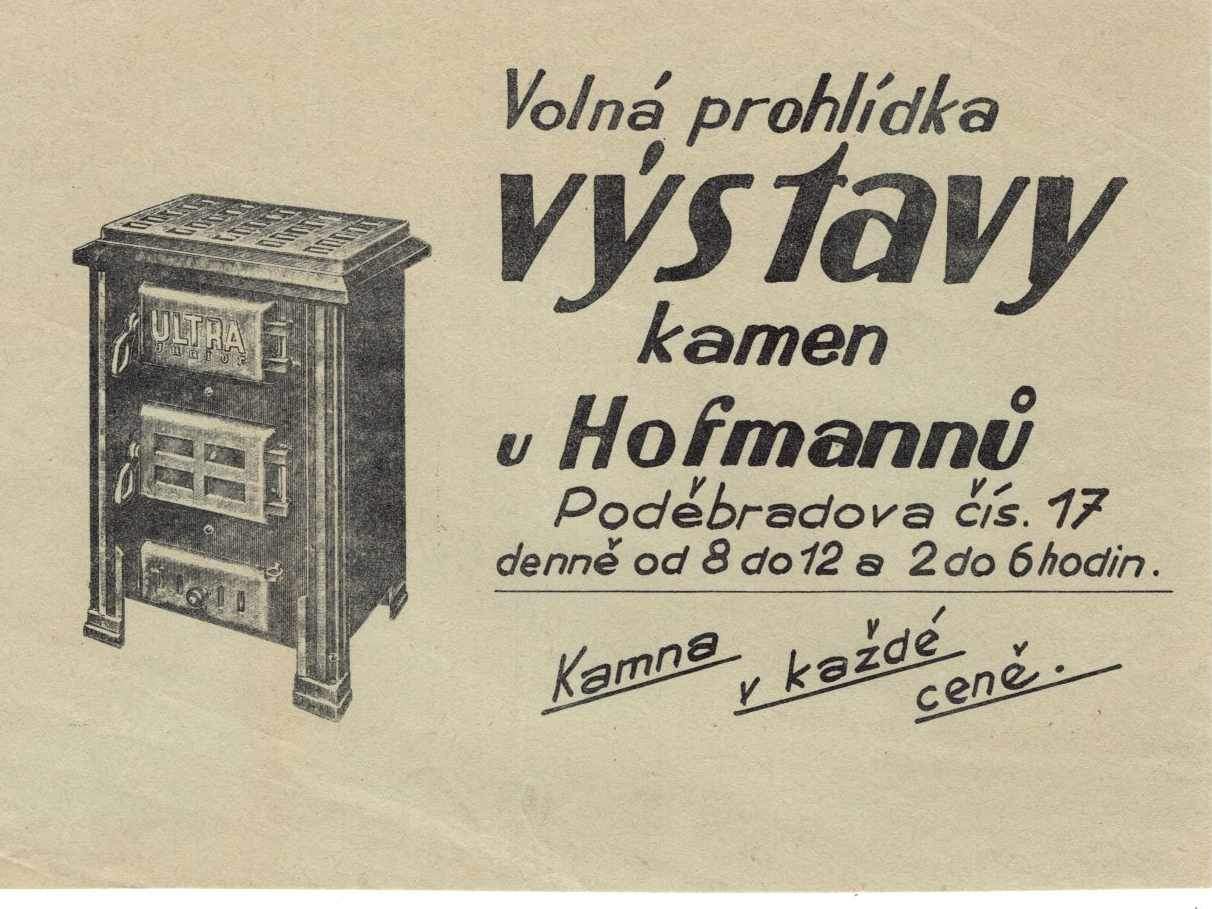 Volná prohlídka
výstavy
kamen
u Hofmannů
Poděbradova čís. 17
denně od 8 do 12 a 2 do 6 hodin.
Kamna
v každé
ceně.
ULTRA
junior